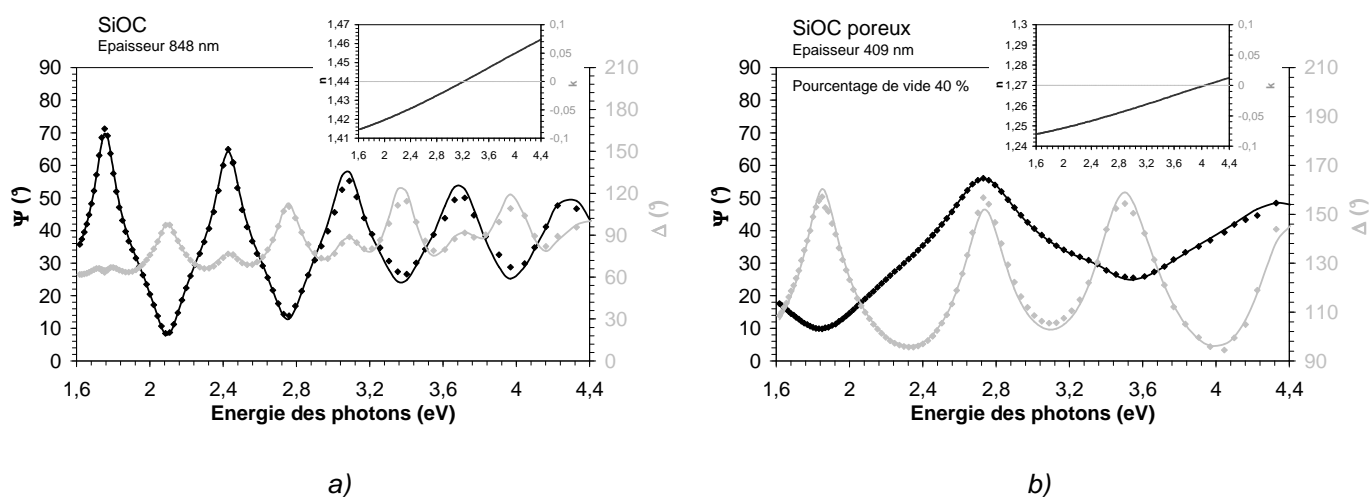 SiOC
Epaisseur 848 nm
90
80
70
60
50
40
30
20
10
0
Ψ (°)
1,6 2 2,4 2,8 3,2 3,6 4 4,4
Energie des photons (eV)
210
180
150
120
90
60
30
0
Δ (°)
1,47
1,46
1,45
1,44
1,43
1,42
1,41
n
1,6 2 2,4 2,8 3,2 3,6 4 4,4
0,1
0,05
0
-0,05
-0,1
k
a)
SiOC poreux
Epaisseur 409 nm
Pourcentage de vide 40 %
90
80
70
60
50
40
30
20
10
0
Ψ (°)
1,6 2 2,4 2,8 3,2 3,6 4 4,4
Energie des photons (eV)
210
190
170
150
130
110
90
Δ (°)
1,3
1,29
1,28
1,27
1,26
1,25
1,24
n
1,6 2 2,4 2,8 3,2 3,6 4 4,4
0,1
0,05
0
-0,05
-0,1
k
b)